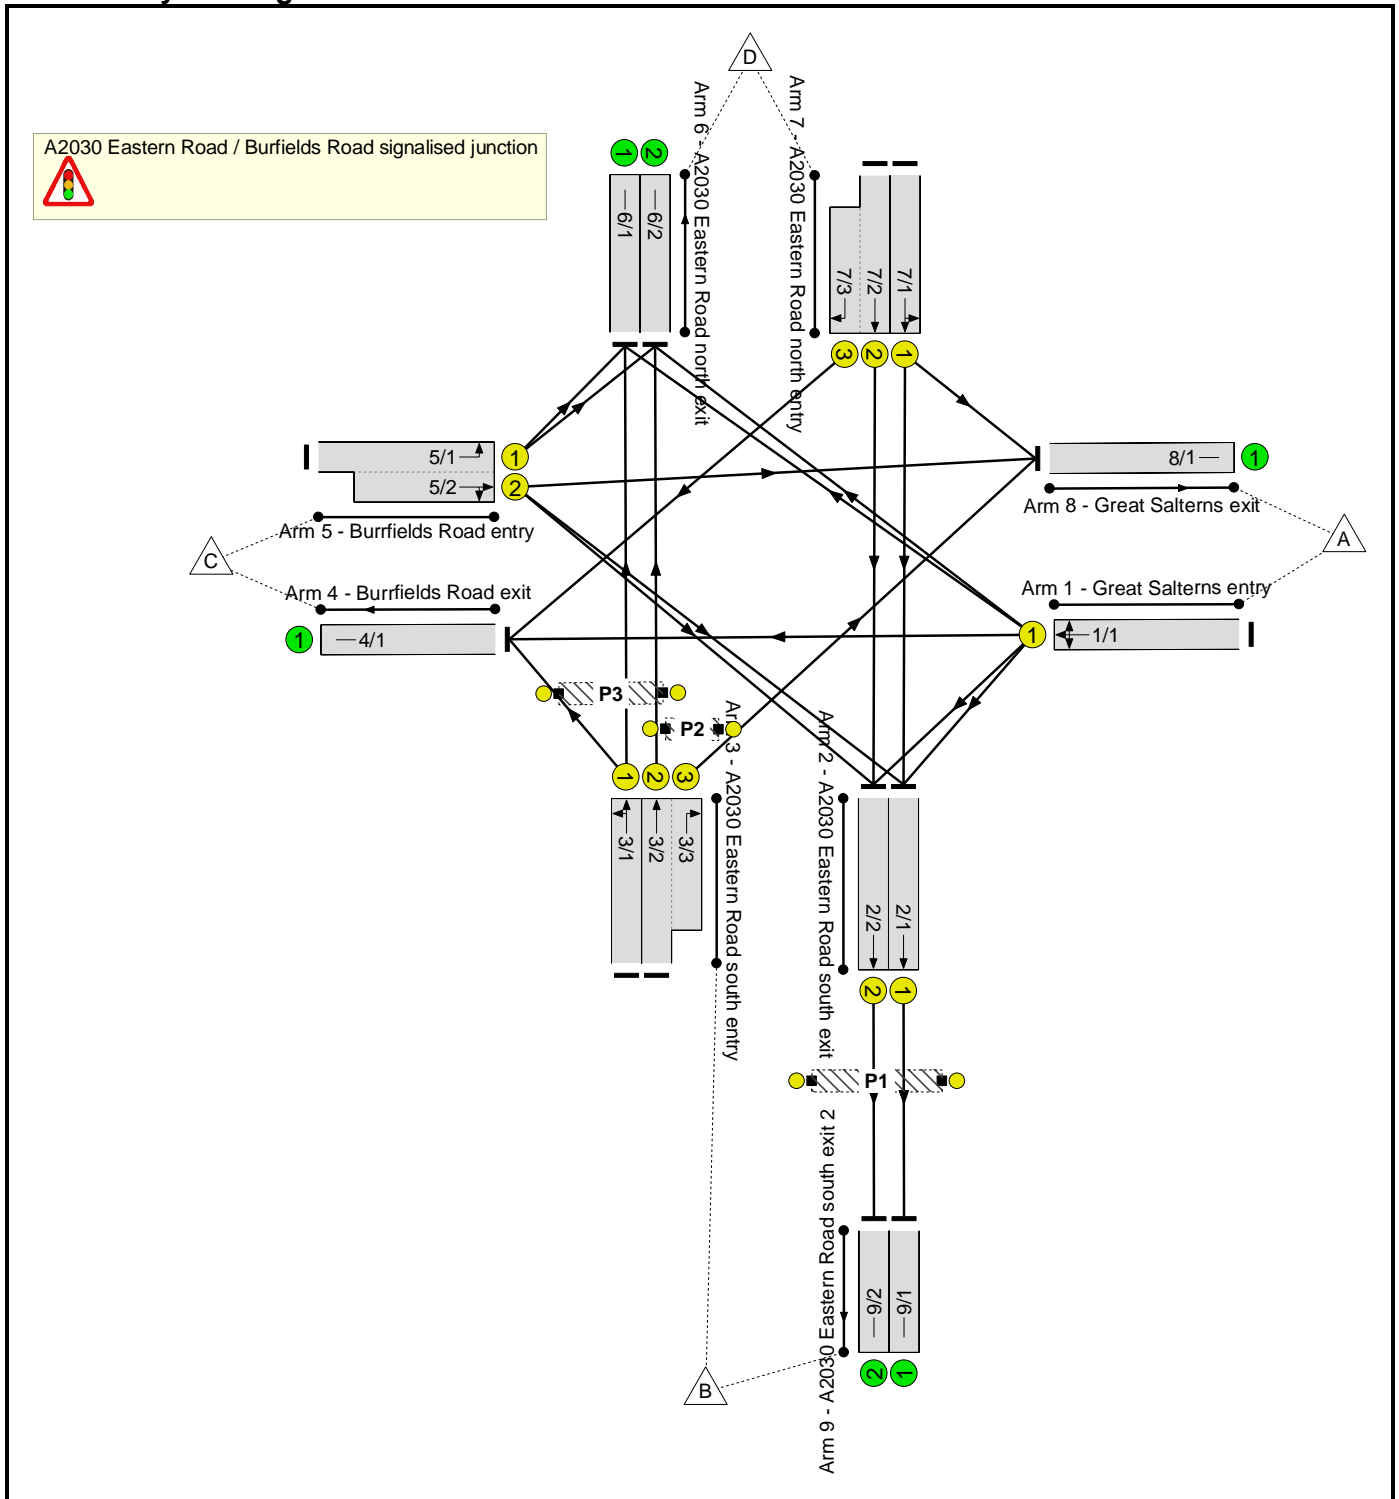 D
A2030 Eastern Road / Burfields Road signalised junction
Arm 6 - A2030 Eastern Road north exit
Arm 7 - A2030 Eastern Road north entry
1
2
6/1
6/2
7/3
7/2
7/1
3
2
1
5/1
5/2
1
2
8/1
1
Arm 8 - Great Salterns exit
Arm 5 - Burrfields Road entry
C
A
Arm 4 - Burrfields Road exit
Arm 1 - Great Salterns entry
1
4/1
1
1/1
P3
P2
Arm 3 - A2030 Eastern Road south entry
Arm 2 - A2030 Eastern Road south exit
1
2
3
3/1
3/2
3/3
2/2
2/1
2
1
P1
Arm 9 - A2030 Eastern Road south exit 2
9/2
9/1
2
1
B